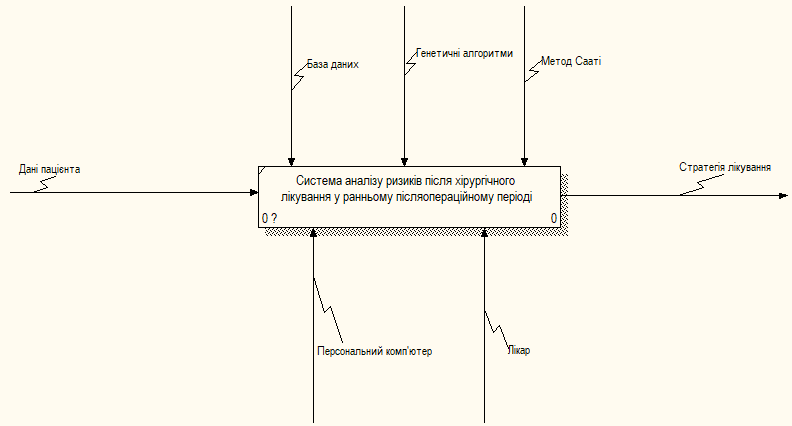 База даних
Генетичні алгоритми
Метод Сааті
Дані пацієнта
Система аналізу ризиків після хірургічного
лікування у ранньому післяопераційному періоді
0 ?
0
Стратегія лікування
Персональний комп'ютер
Лікар